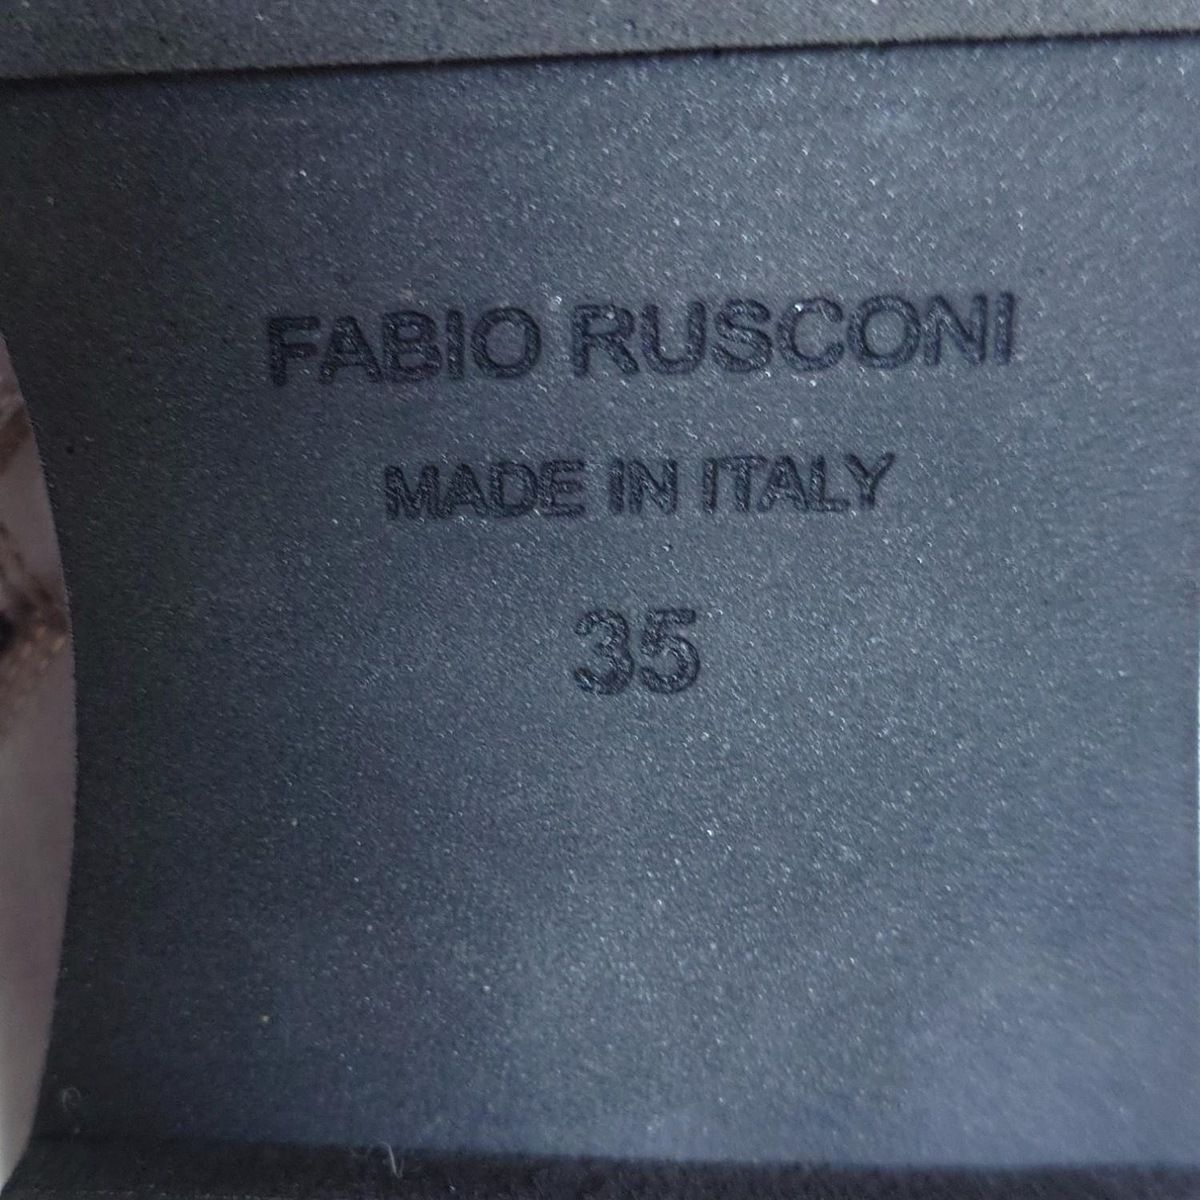 FABIO RUSCONI
MADE IN ITALY
35